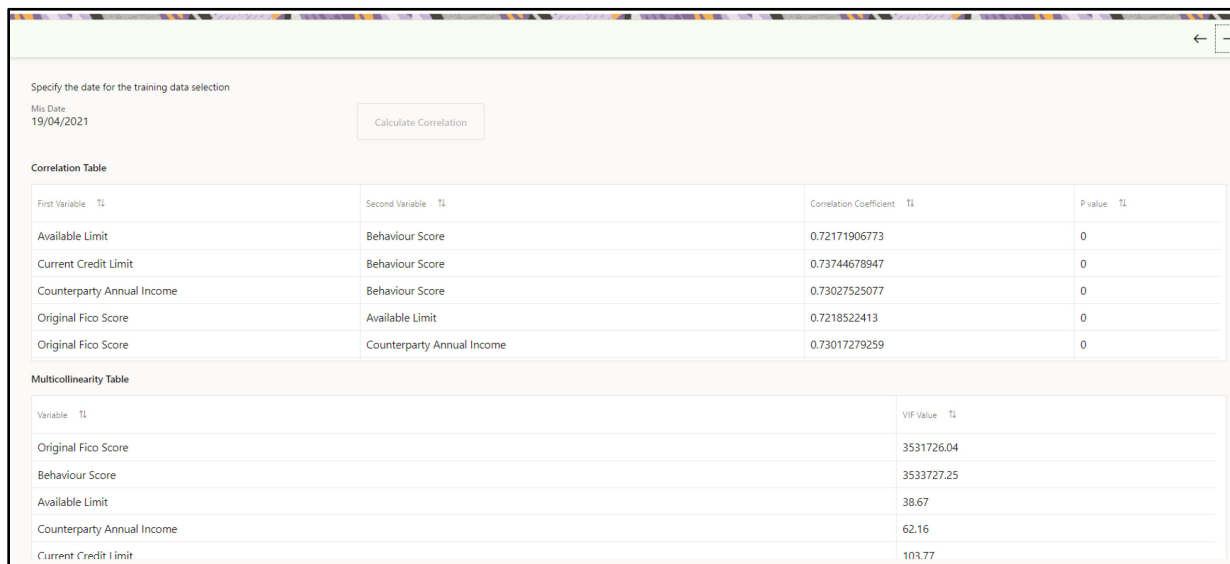 Specify the date for the training data selection
Mis Date
19/04/2021
Calculate Correlation
Correlation Table
First Variable Second Variable Correlation Coefficient P value
Available Limit Behaviour Score 0.72171906773 0
Current Credit Limit Behaviour Score 0.73744678947 0
Counterparty Annual Income Behaviour Score 0.73027525077 0
Original Fico Score Available Limit 0.7218522413 0
Original Fico Score Counterparty Annual Income 0.73017279259 0
Multicollinearity Table
Variable VIF Value
Original Fico Score 3531726.04
Behaviour Score 3533727.25
Available Limit 38.67
Counterparty Annual Income 62.16
Current Credit Limit 103.77